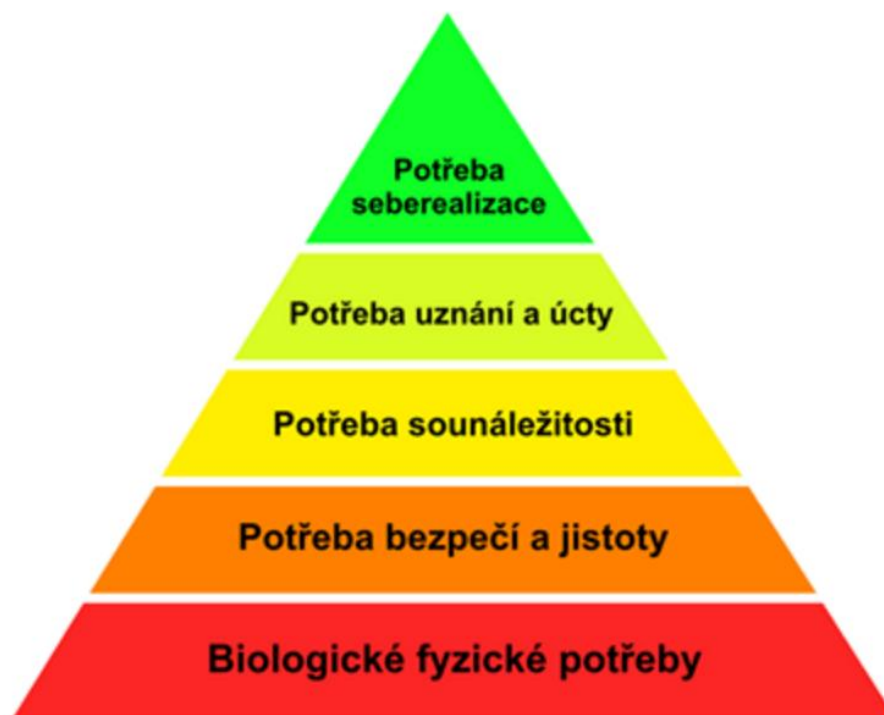 Potřeba
seberealizace
Potřeba uznání a úcty
Potřeba sounáležitosti
Potřeba bezpečí a jistoty
Biologické fyzické potřeby